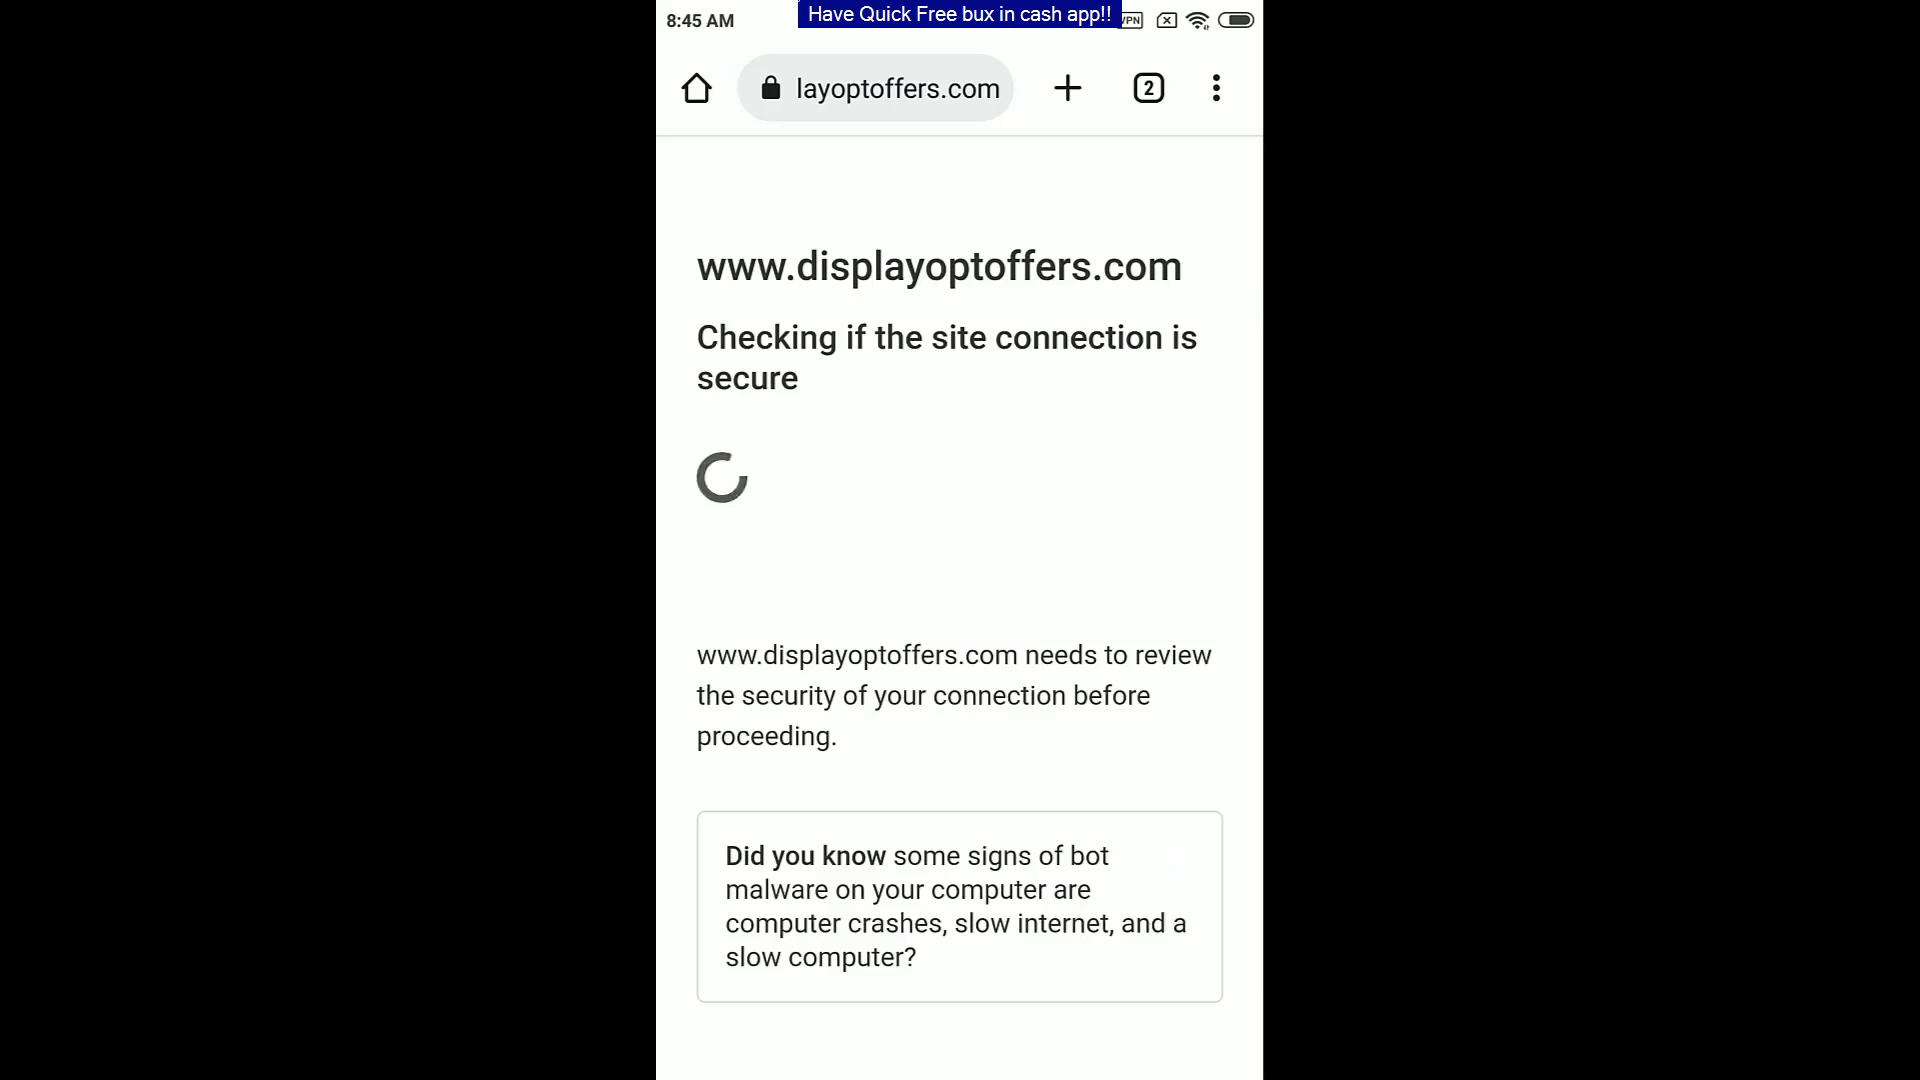 8:45 AM
Have Quick Free bux in cash app!!
VPN
layoptoffers.com
2
www.displayoptoffers.com
Checking if the site connection is
secure
www.displayoptoffers.com needs to review
the security of your connection before
proceeding.
Did you know some signs of bot
malware on your computer are
computer crashes, slow internet, and a
slow computer?